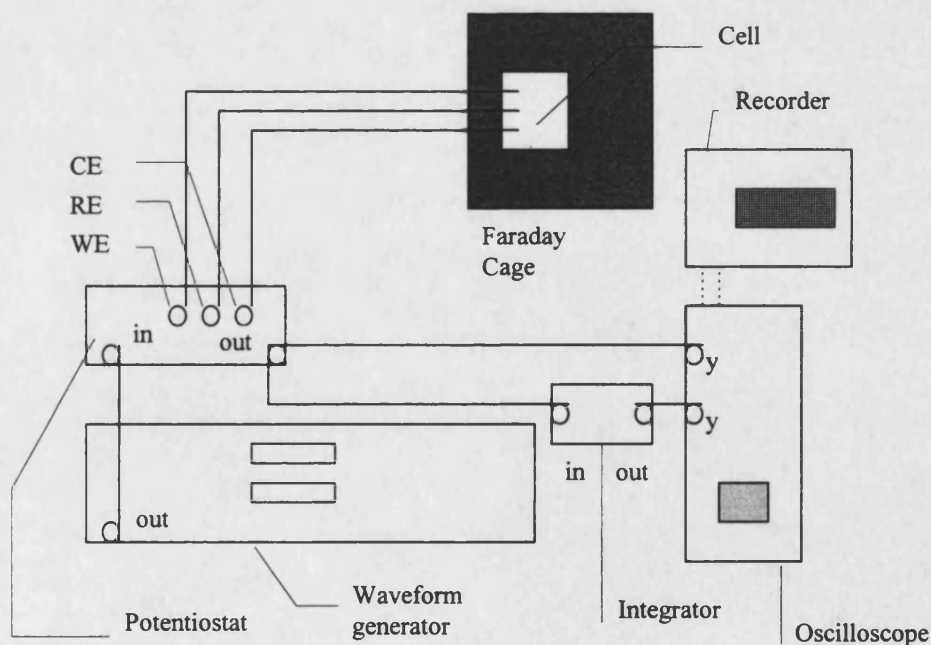 Cell
Recorder
CE
RE
WE
Faraday
Cage
in
out
y
y
in
out
out
Waveform
generator
Potentiostat
Integrator
Oscilloscope